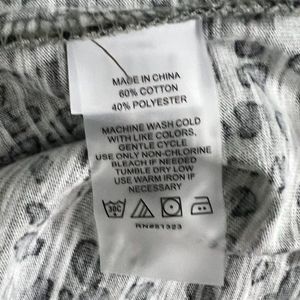 MADE IN CHINA
60% COTTON
40% POLYESTER
MACHINE WASH COLD
WITH LIKE COLORS,
GENTLE CYCLE
USE ONLY NON-CHLORINE
BLEACH IF NEEDED
TUMBLE DRY LOW
USE WARM IRON IF
NECESSARY
30C